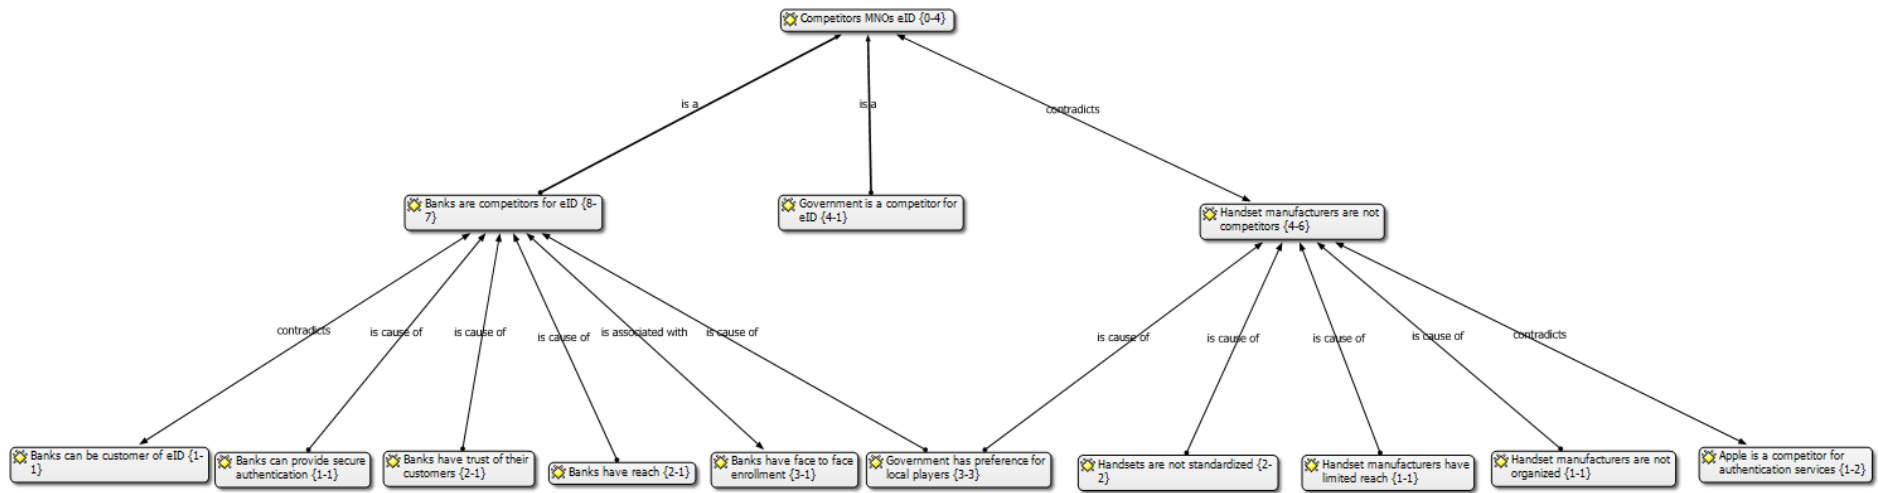 Competitors MNOs eID {0-4}
is a
is a
contradicts
Banks are competitors for eID {8-
7}
Government is a competitor for
eID {4-1}
Handset manufacturers are not
competitors {4-6}
contradicts
is cause of
is cause of
is cause of
is associated with
is cause of
is cause of
is cause of
is cause of
is cause of
contradicts
Banks can be customer of eID {1-
1}
Banks can provide secure
authentication {1-1}
Banks have trust of their
customers {2-1}
Banks have reach {2-1}
Banks have face to face
enrollment {3-1}
Government has preference for
local players {3-3}
Handsets are not standardized {2-
2}
Handset manufacturers have
limited reach {1-1}
Handset manufacturers are not
organized {1-1}
Apple is a competitor for
authentication services {1-2}